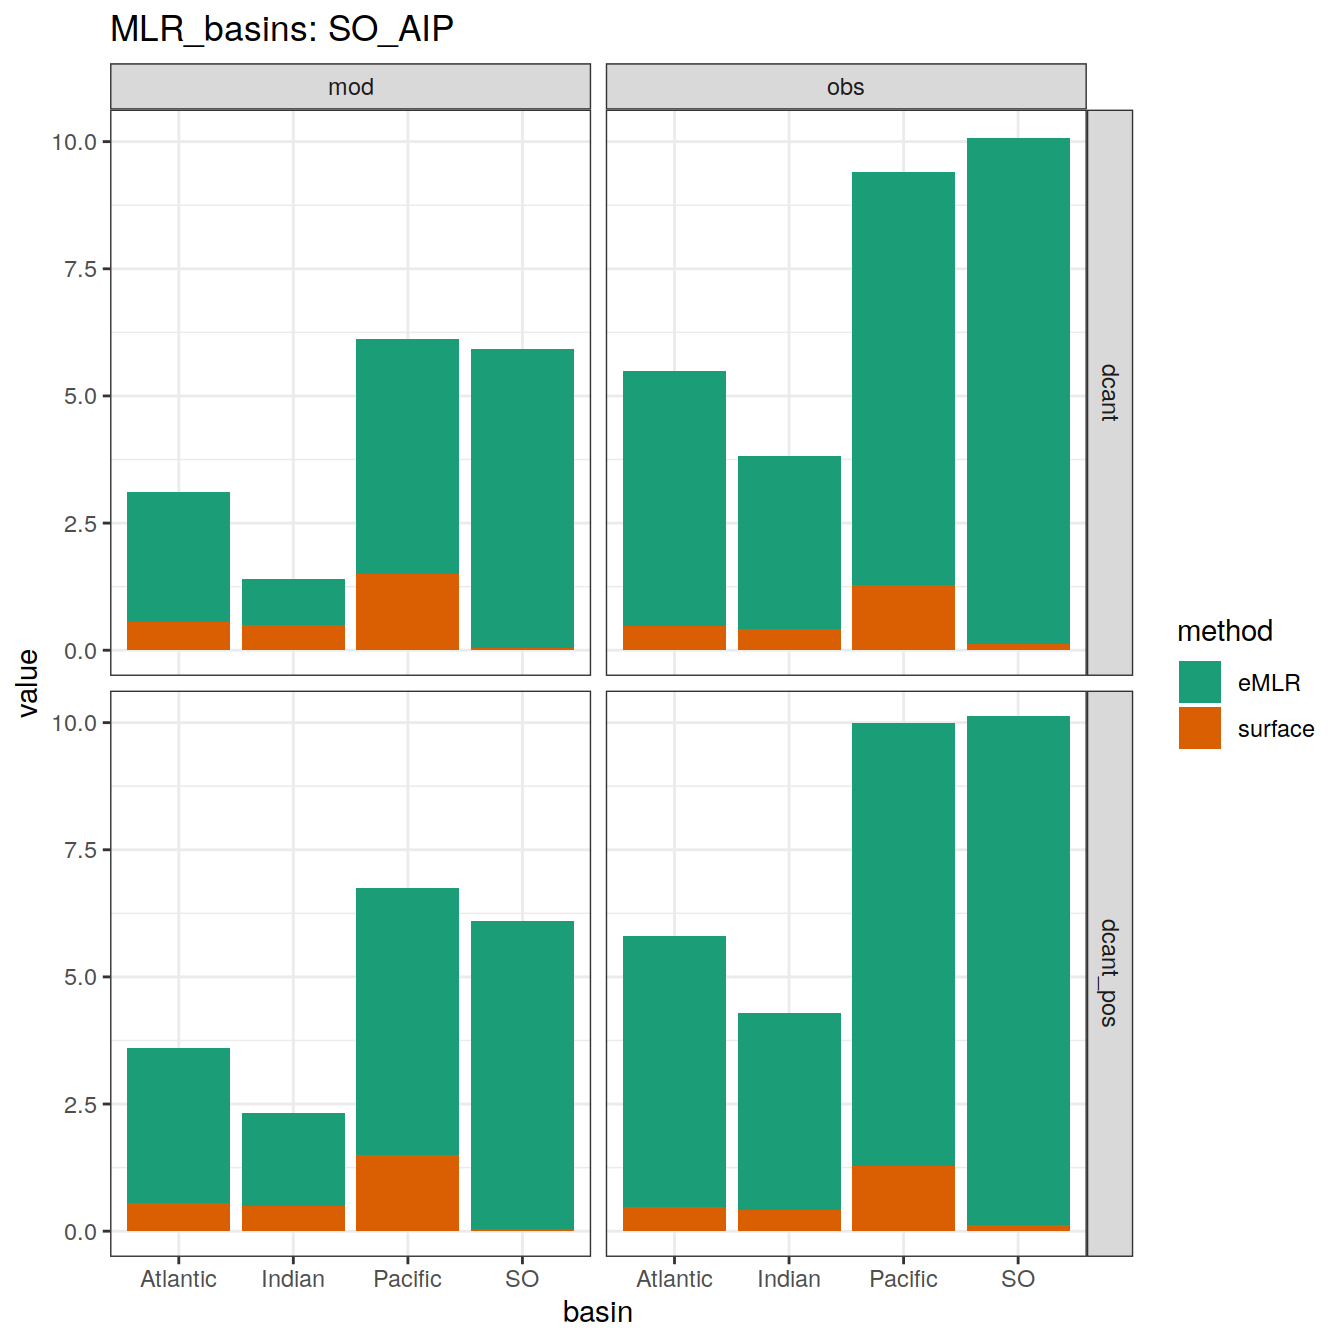 MLR_basins: SO_AIP
mod
obs
10.0
7.5
5.0
2.5
0.0
dcant
10.0
7.5
5.0
2.5
0.0
dcant_pos
value
Atlantic Indian Pacific SO
Atlantic Indian Pacific SO
basin
method
eMLR
surface